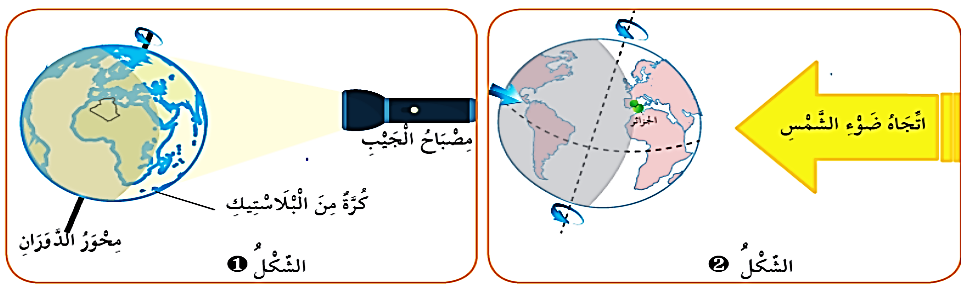 مِصْبَاحُ الْجَيْبِ
كُرَّةٌ مِنَ الْبْلَاسْتِيكِ
مِحْوَرُ الدَّوَرَانِ
الشّكْلُ ❶
الجزائر
اتِّجَاهُ ضَوْءِ الشَّمْسِ
الشّكْلُ ❷